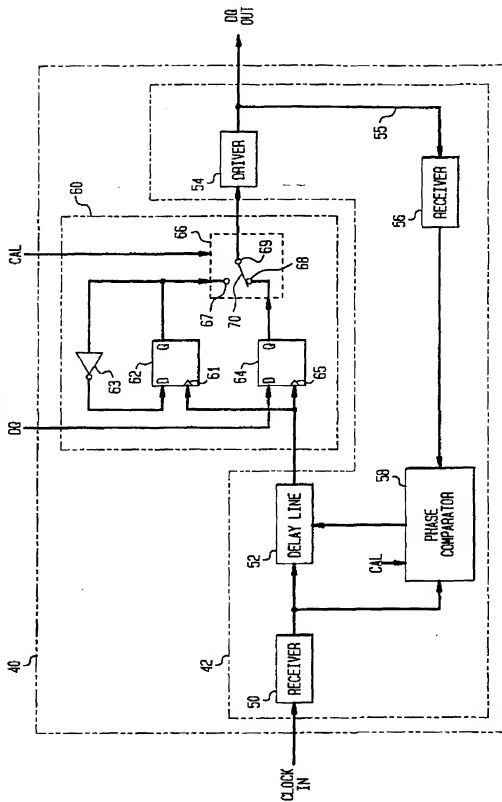 40
DQ
CAL
60
63
62
D
Q
61
66
67
70
69
68
64
D
Q
65
54
DRIVER
DQ
OUT
42
CLOCK
IN
50
RECEIVER
52
DELAY LINE
CAL
58
PHASE
COMPARATOR
56
RECEIVER
55